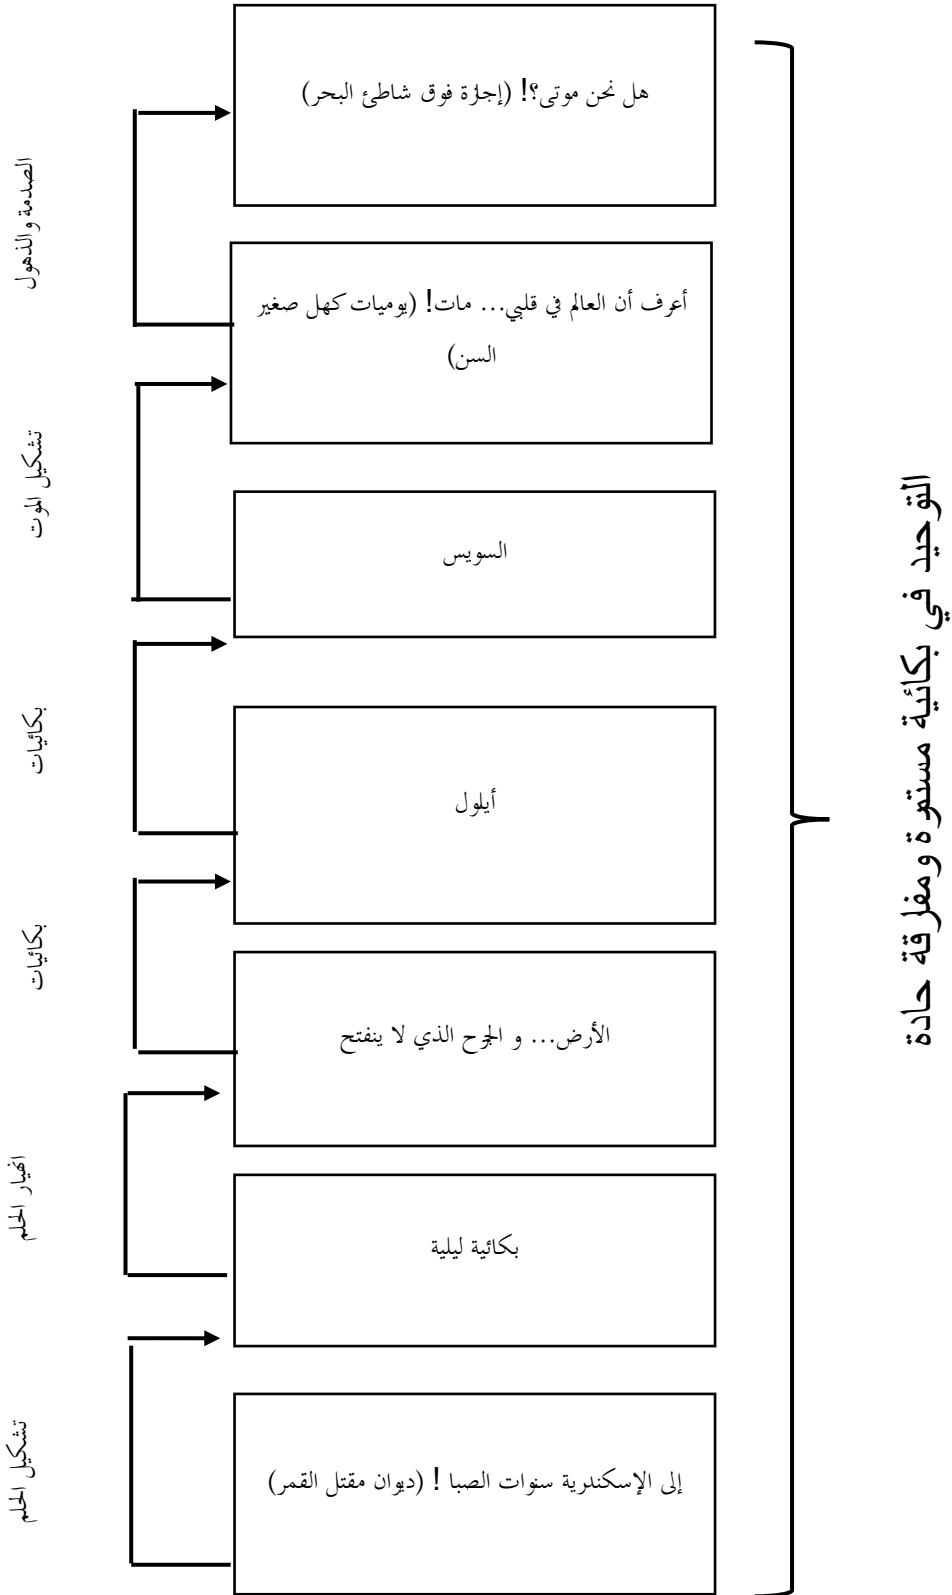 هل نحن موتى؟! (إجازة فوق شاطئ البحر)
الصدمة والذهول
أعرف أن العالم في قلبي... مات! (يوميات كهل صغير
السن)
تشكيل الموت
السويس
بكائيات
أيلول
بكائيات
الأرض... و الجرح الذي لا ينفتح
انهيار الحلم
بكائية ليلية
تشكيل الحلم
إلى الإسكندرية سنوات الصبا ! (ديوان مقتل القمر)
التوحيد في بكائية مستمرة ومفارقة حادة